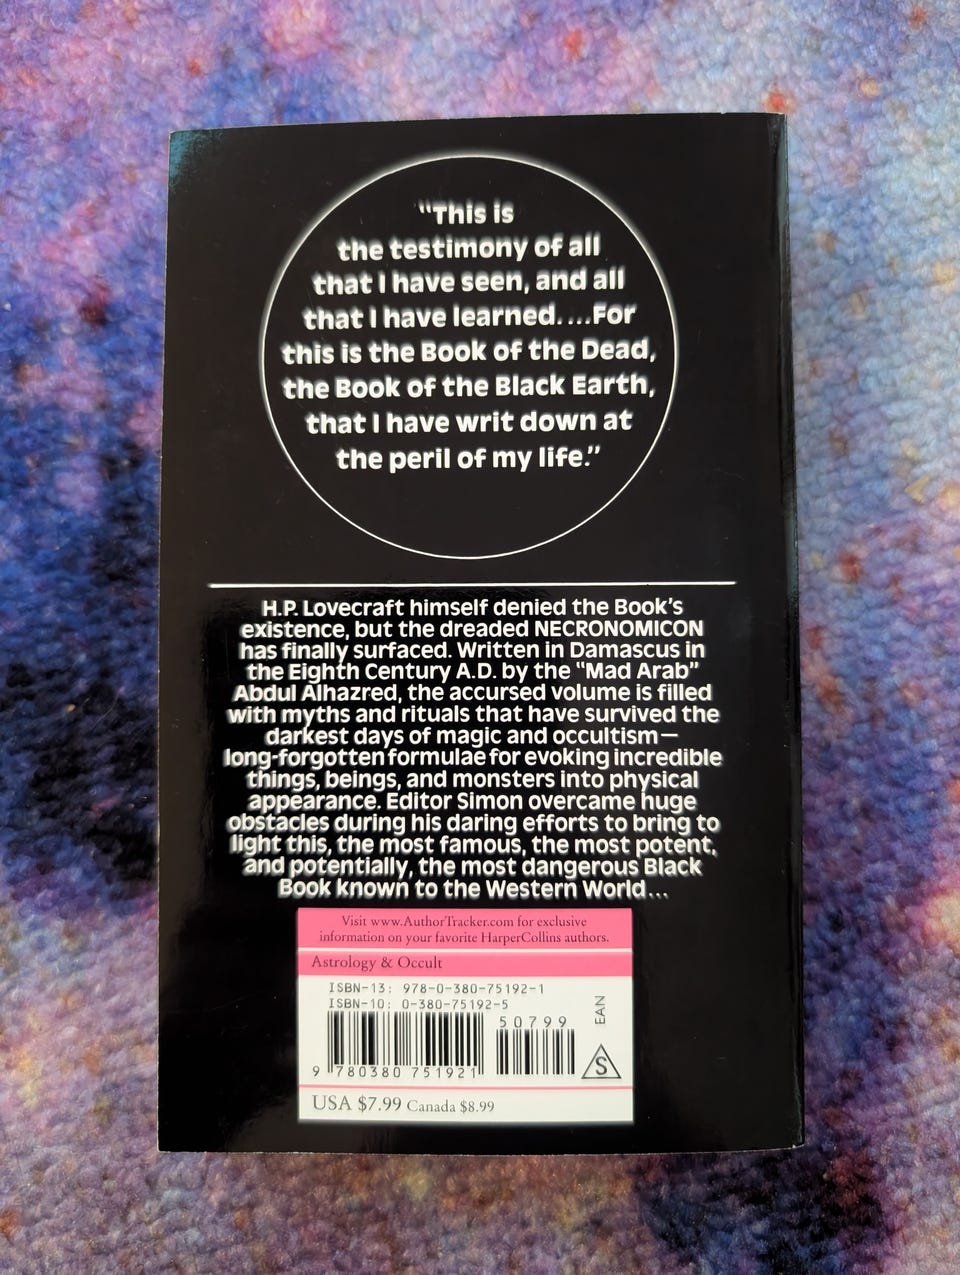 "This is
the testimony of all
that I have seen, and all
that I have learned....For
this is the Book of the Dead,
the Book of the Black Earth,
that I have writ down at
the peril of my life."
H.P. Lovecraft himself denied the Book's
existence, but the dreaded NECRONOMICON
has finally surfaced. Written in Damascus in
the Eighth Century A.D. by the "Mad Arab"
Abdul Alhazred, the accursed volume is filled
with myths and rituals that have survived the
darkest days of magic and occultism—
long-forgotten formulae for evoking incredible
things, beings, and monsters into physical
appearance. Editor Simon overcame huge
obstacles during his daring efforts to bring to
light this, the most famous, the most potent,
and potentially, the most dangerous Black
Book known to the Western World...
Visit www.AuthorTracker.com for exclusive
information on your favorite HarperCollins authors.
Astrology & Occult
ISBN-13: 978-0-380-75192-1
ISBN-10: 0-380-75192-5
50799
EAN
9 780380 751921
S
USA $7.99 Canada $8.99